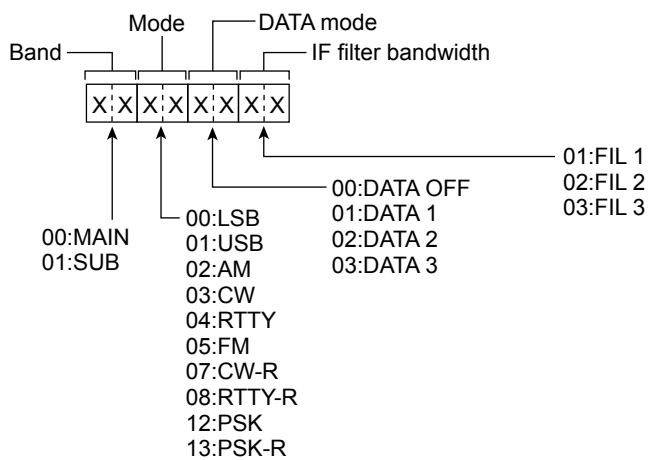 Mode
DATA mode
Band
IF filter bandwidth
X X X X X X X X
00:MAIN
01:SUB
00:LSB
01:USB
02:AM
03:CW
04:RTTY
05:FM
07:CW-R
08:RTTY-R
12:PSK
13:PSK-R
00:DATA OFF
01:DATA 1
02:DATA 2
03:DATA 3
01:FIL 1
02:FIL 2
03:FIL 3